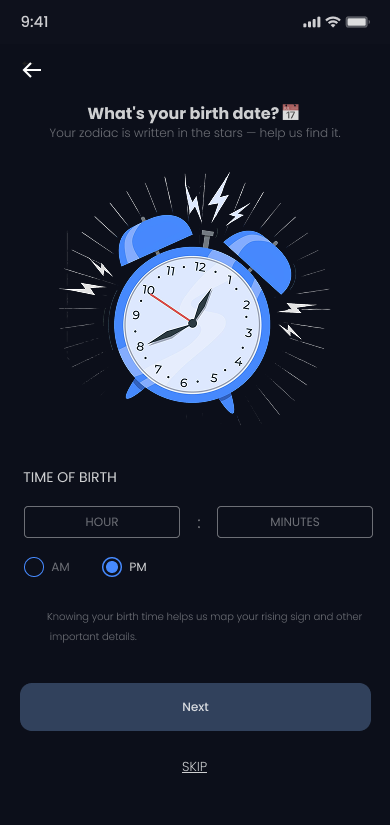 9:41
What's your birth date?📅
Your zodiac is written in the stars — help us find it.
12
11
1
10
2
9
3
8
4
7
5
6
TIME OF BIRTH
HOUR : MINUTES
AM PM
Knowing your birth time helps us map your rising sign and other
important details.
Next
SKIP